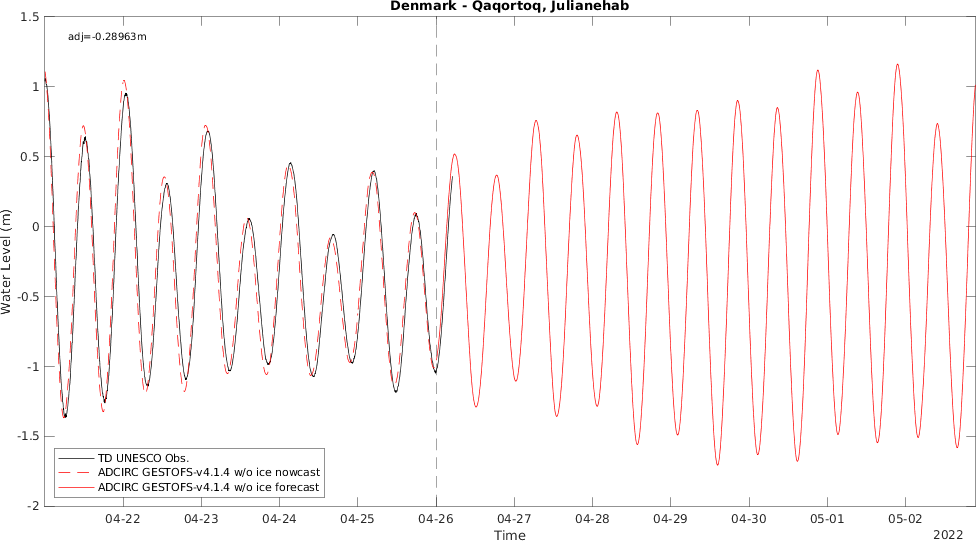 Denmark - Qaqortoq, Julianehab
adj=-0.28963m
1.5
1
0.5
0
-0.5
-1
-1.5
-2
Water Level (m)
TD UNESCO Obs.
ADCIRC GESTOFS-v4.1.4 w/o ice nowcast
ADCIRC GESTOFS-v4.1.4 w/o ice forecast
04-22 04-23 04-24 04-25 04-26 04-27 04-28 04-29 04-30 05-01 05-02
Time
2022